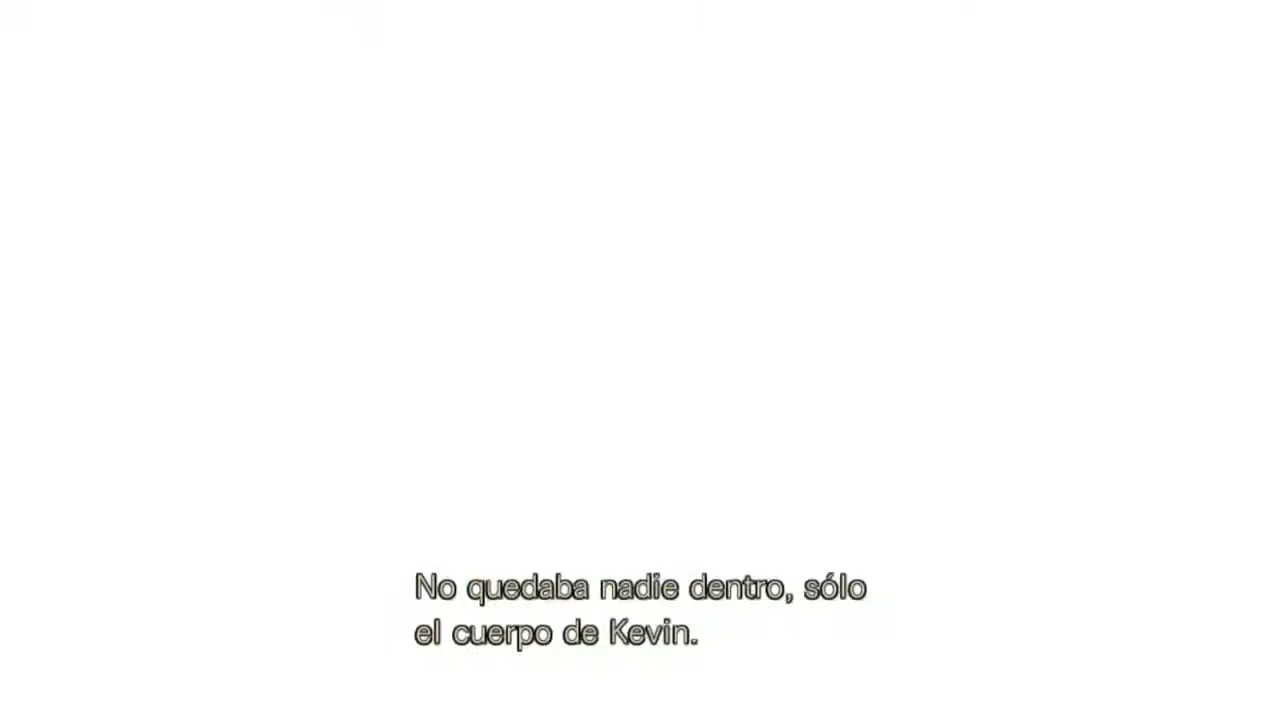 No quedaba nadie dentro, sólo
el cuerpo de Kevin.